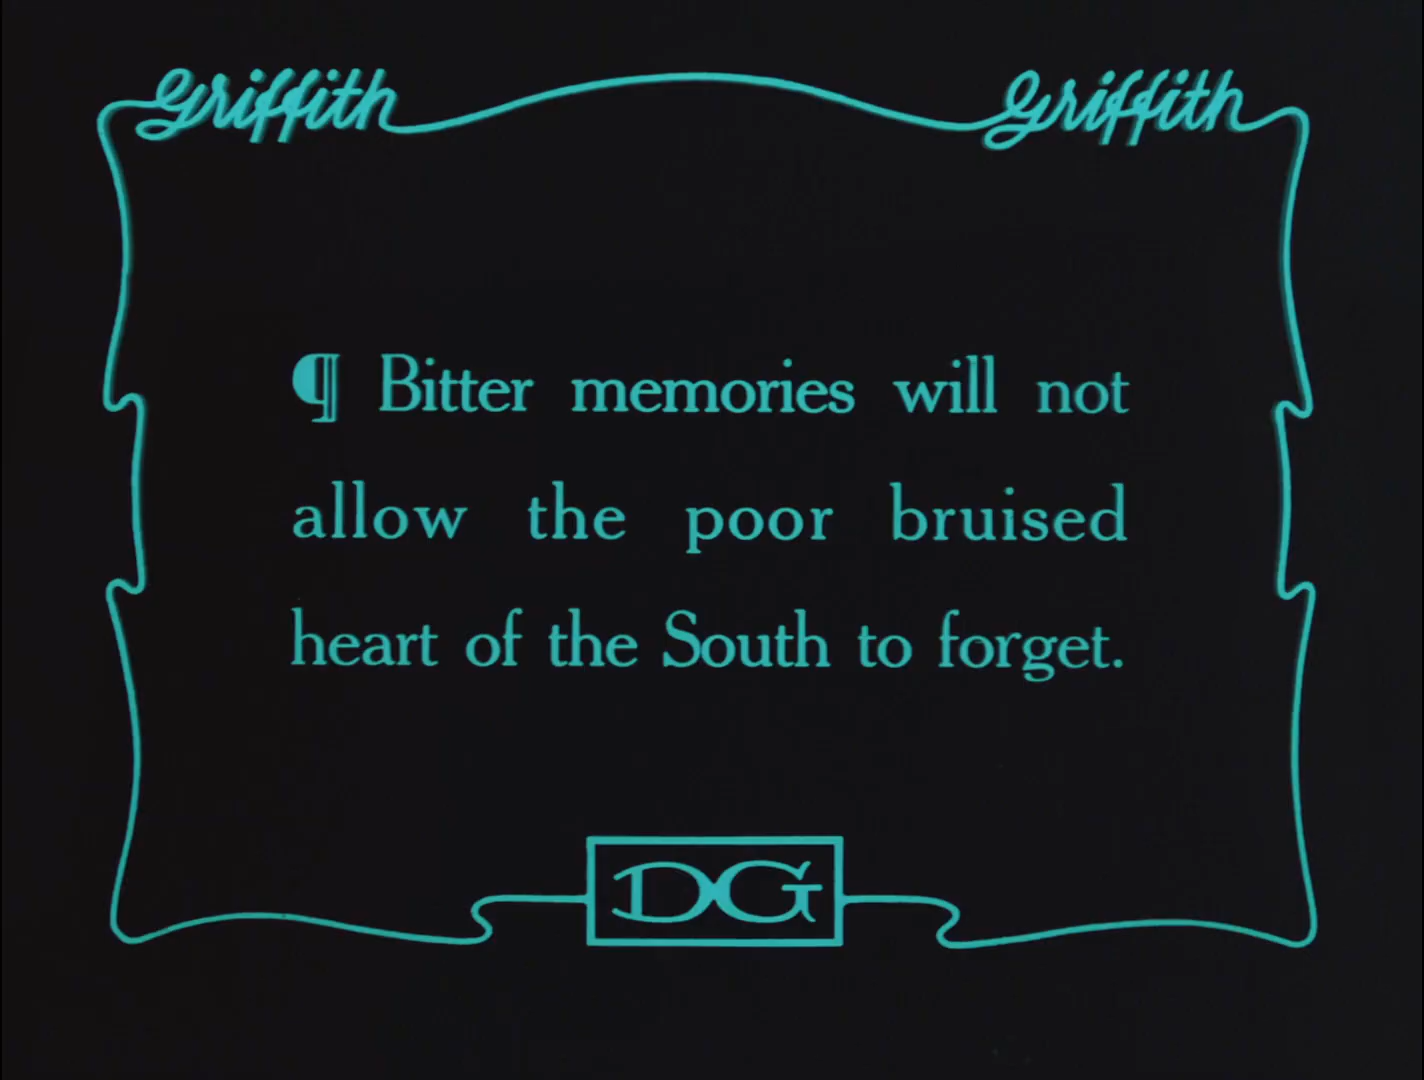 Griffith Griffith
¶ Bitter memories will not
allow the poor bruised
heart of the South to forget.
DG